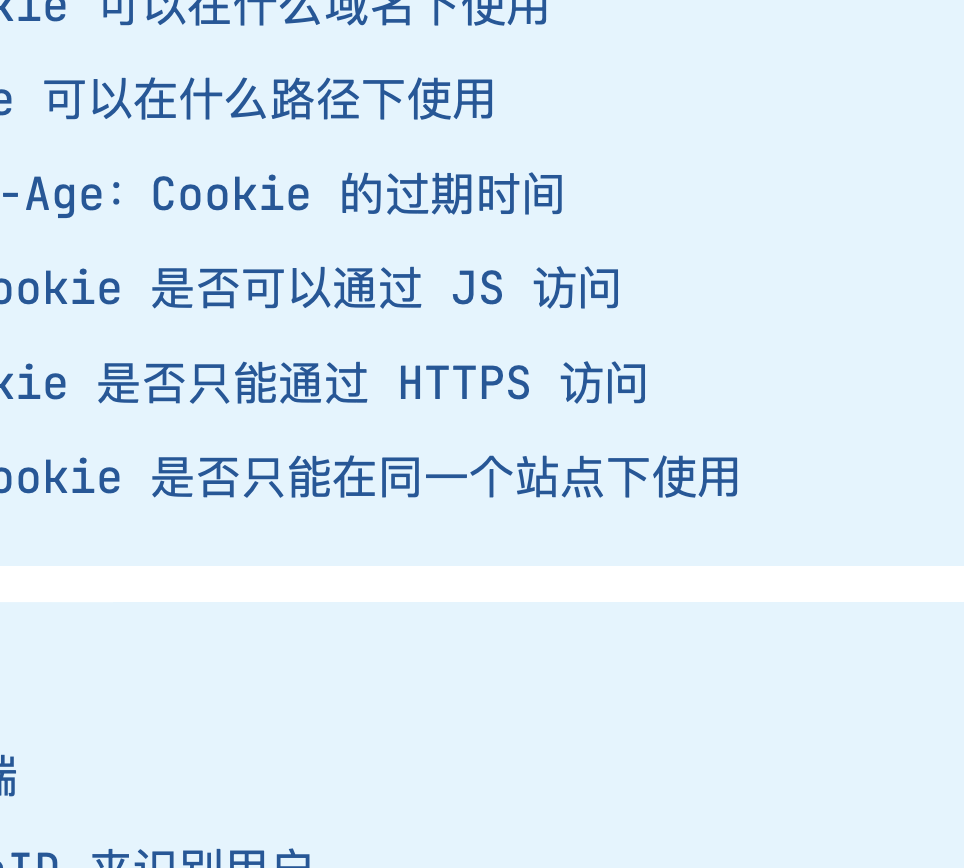 kie 可以在什么域名下使用
e 可以在什么路径下使用
-Age: Cookie 的过期时间
ookie 是否可以通过 JS 访问
kie 是否只能通过 HTTPS 访问
ookie 是否只能在同一个站点下使用
端
ID 来识别用户